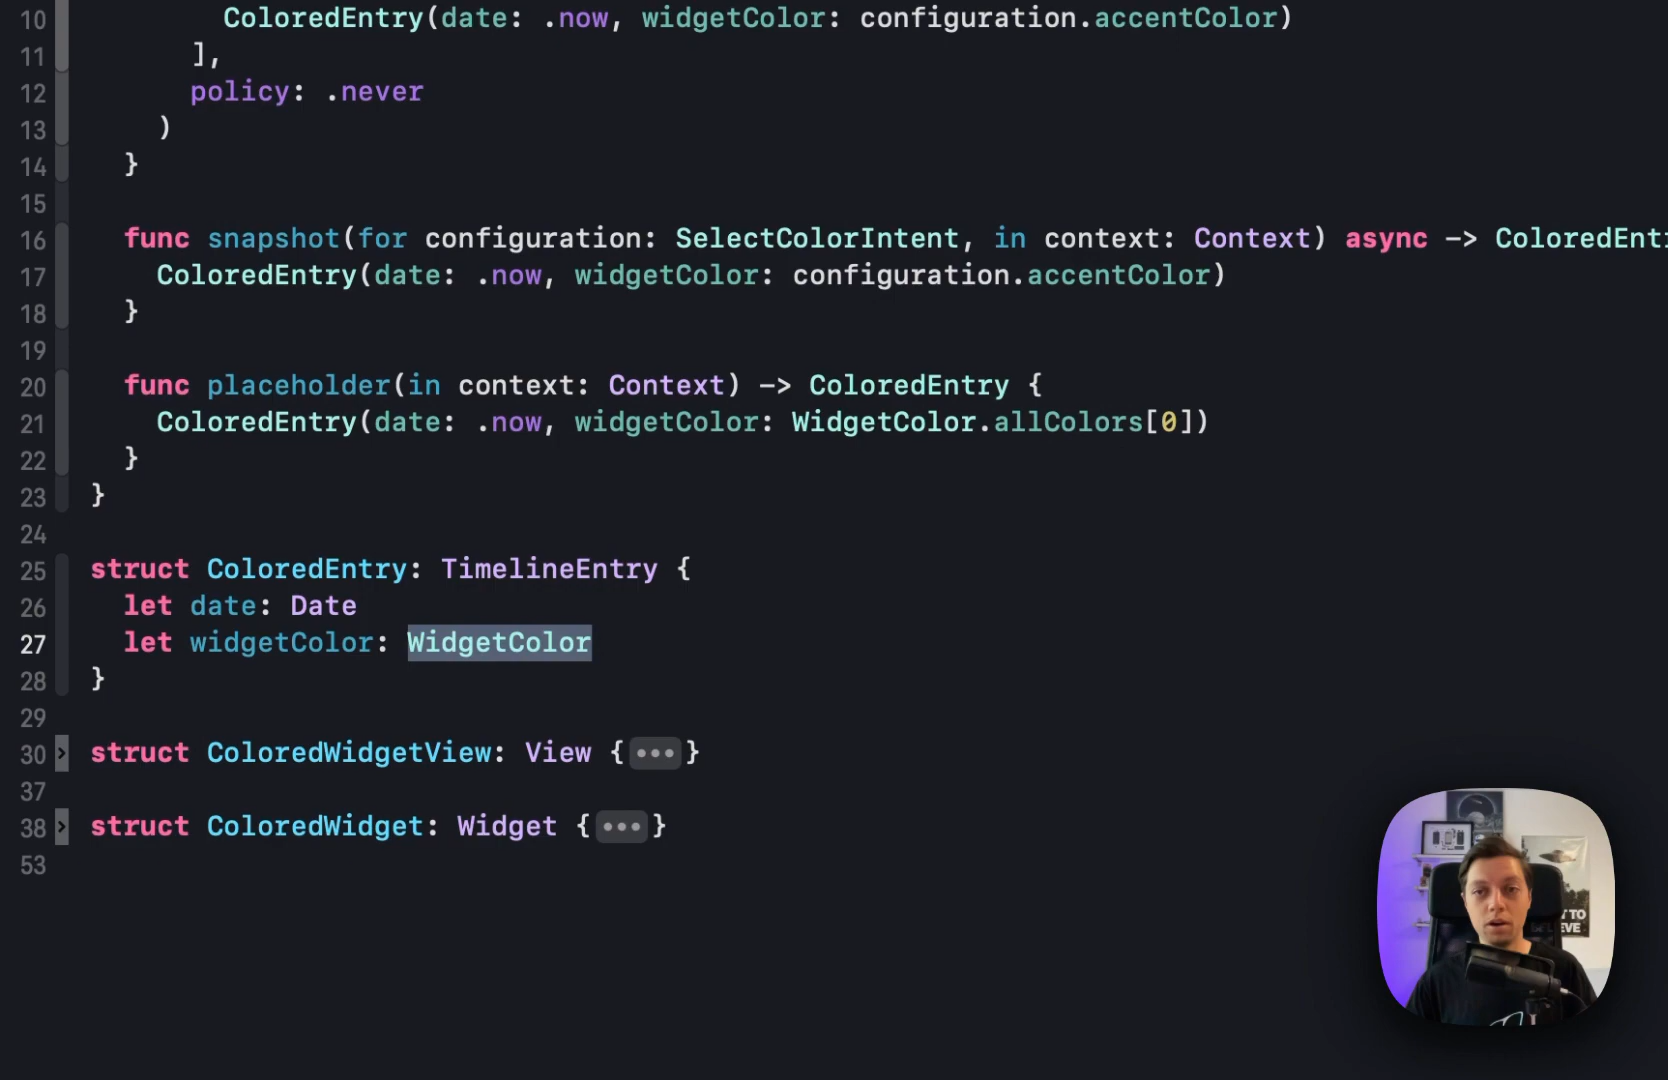 10 ColoredEntry(date: .now, widgetColor: configuration.accentColor)
11 ],
12 policy: .never
13 )
14 }
15
16 func snapshot(for configuration: SelectColorIntent, in context: Context) async -> ColoredEnt
17 ColoredEntry(date: .now, widgetColor: configuration.accentColor)
18 }
19
20 func placeholder(in context: Context) -> ColoredEntry {
21 ColoredEntry(date: .now, widgetColor: WidgetColor.allColors[0])
22 }
23 }
24
25 struct ColoredEntry: TimelineEntry {
26 let date: Date
27 let widgetColor: WidgetColor
28 }
29
30 struct ColoredWidgetView: View {•••}
37
38 struct ColoredWidget: Widget {•••}
53